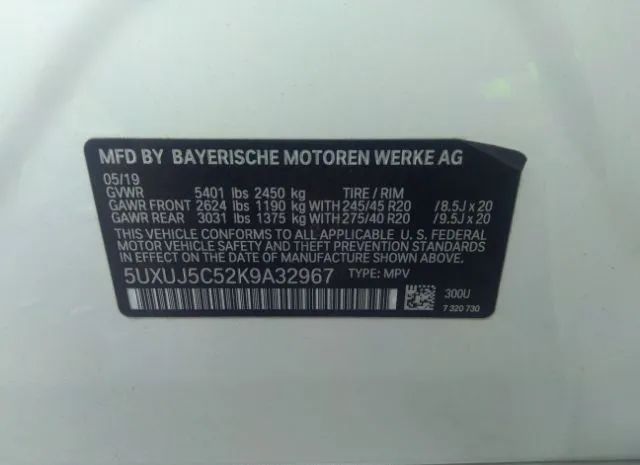 MFD BY BAYERISCHE MOTOREN WERKE AG
05/19
GVWR 5401 lbs 2450 kg TIRE / RIM
GAWR FRONT 2624 lbs 1190 kg WITH 245/45 R20 /8.5J x 20
GAWR REAR 3031 lbs 1375 kg WITH 275/40 R20 /9.5J x 20
THIS VEHICLE CONFORMS TO ALL APPLICABLE U. S. FEDERAL
MOTOR VEHICLE SAFETY AND THEFT PREVENTION STANDARDS
IN EFFECT ON THE DATE OF MANUFACTURE SHOWN ABOVE.
5UXUJ5C52K9A32967 TYPE: MPV
300U
7 320 730